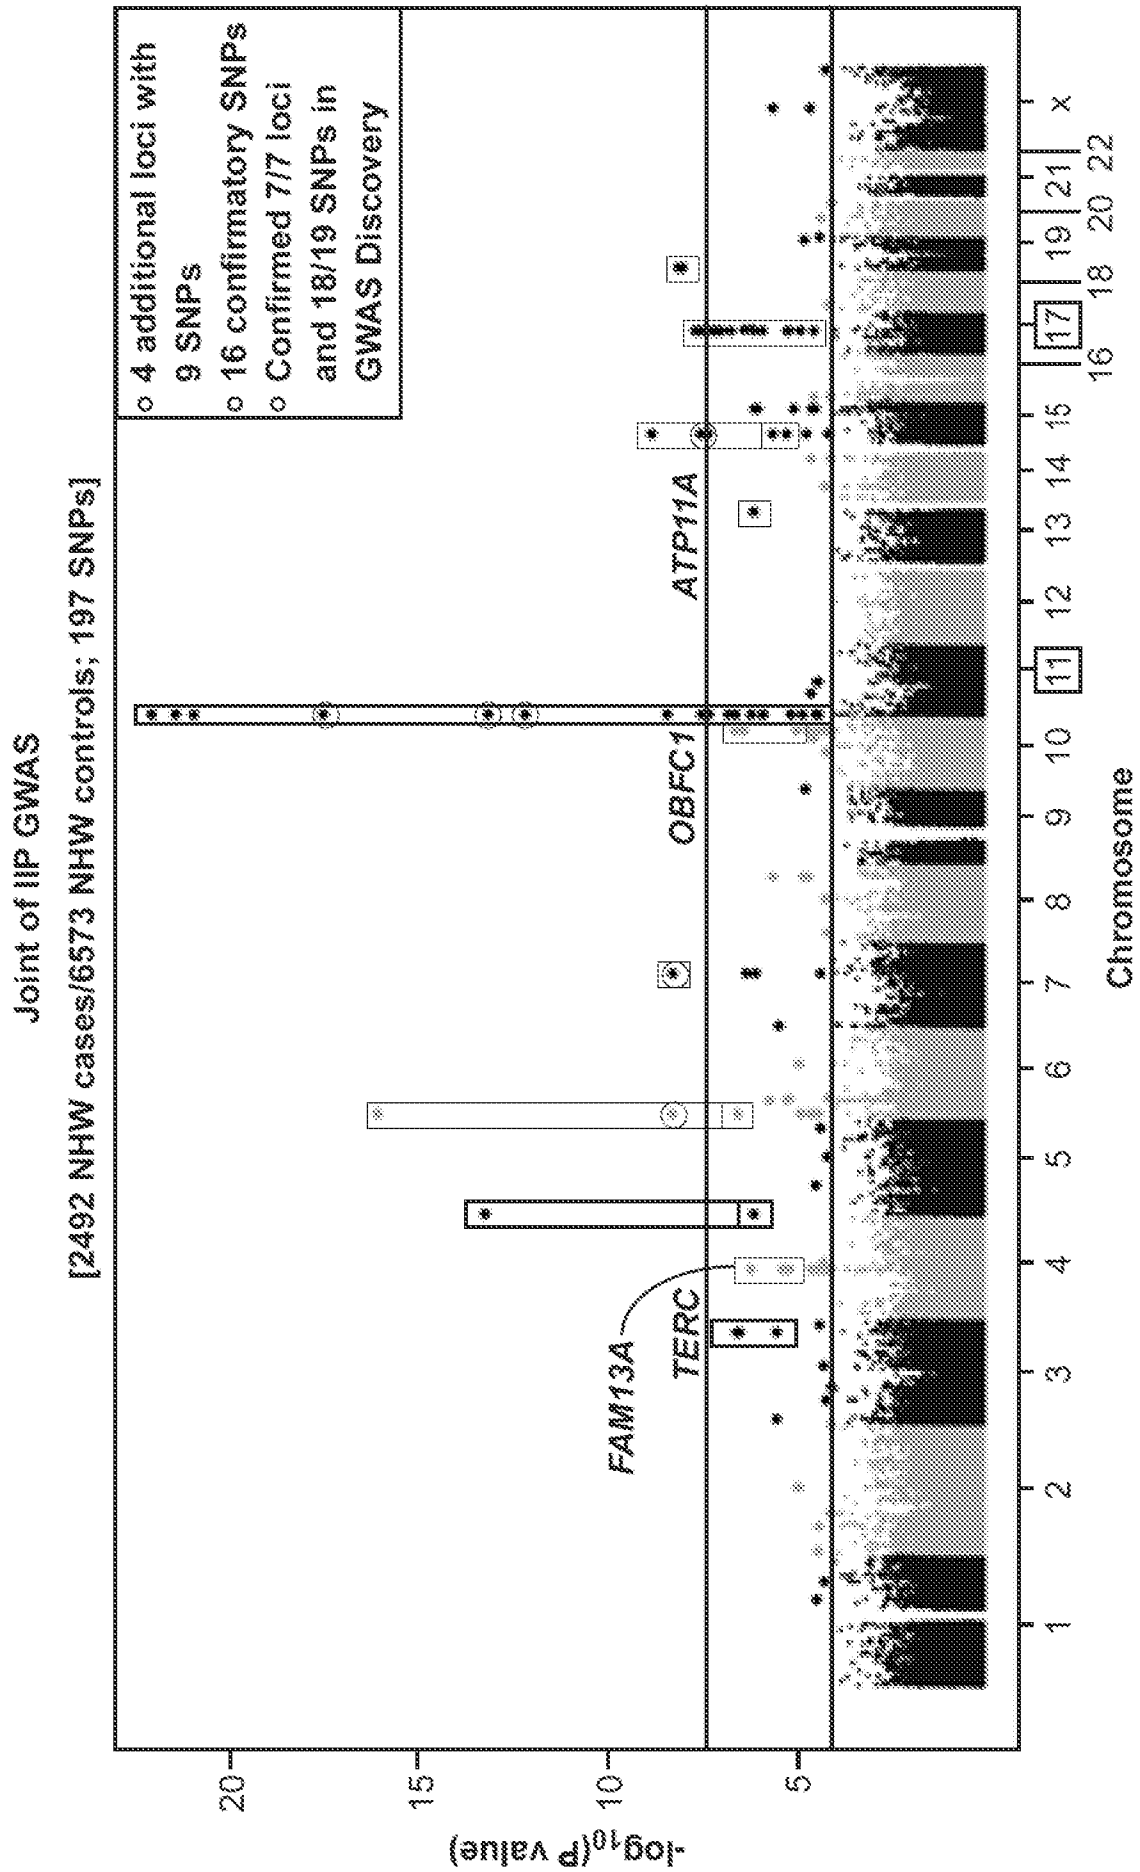 Joint of IIP GWAS
[2492 NHW cases/6573 NHW controls; 197 SNPs]
4 additional loci with
9 SNPs
16 confirmatory SNPs
Confirmed 7/7 loci
and 18/19 SNPs in
GWAS Discovery
-log10(P value)
20
15
10
5
FAM13A
TERC
OBFC1
ATP11A
1
2
3
4
5
6
7
8
9
10
11
12
13
14
15
16
17
18
19
20
21
22
x
Chromosome